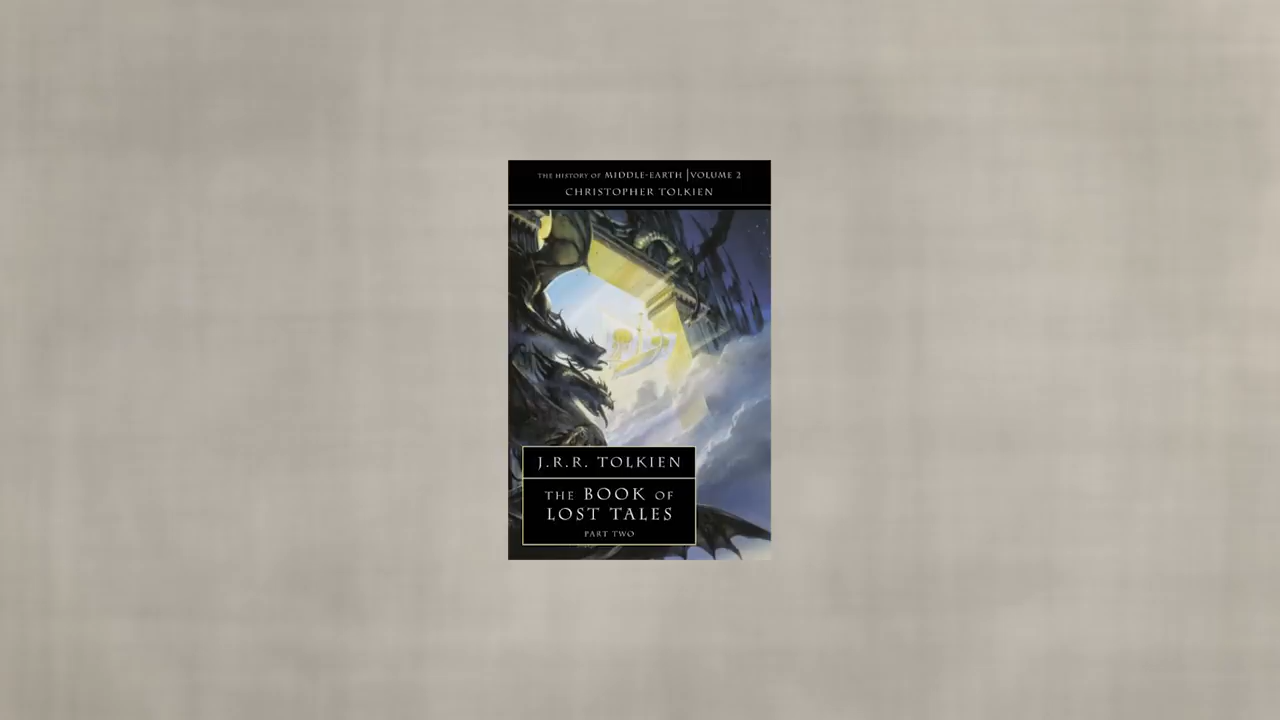 THE HISTORY OF MIDDLE-EARTH | VOLUME 2
CHRISTOPHER TOLKIEN
J.R.R. TOLKIEN
THE BOOK OF
LOST TALES
PART TWO